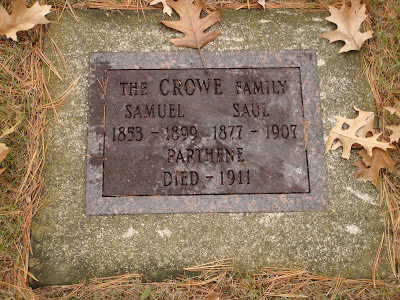 THE CROWE FAMILY
SAMUEL SAUL
1853 - 1899 1877 - 1907
PARTHENE
DIED - 1911